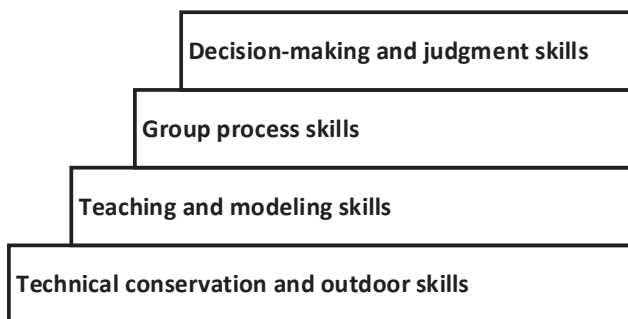 Decision-making and judgment skills
Group process skills
Teaching and modeling skills
Technical conservation and outdoor skills